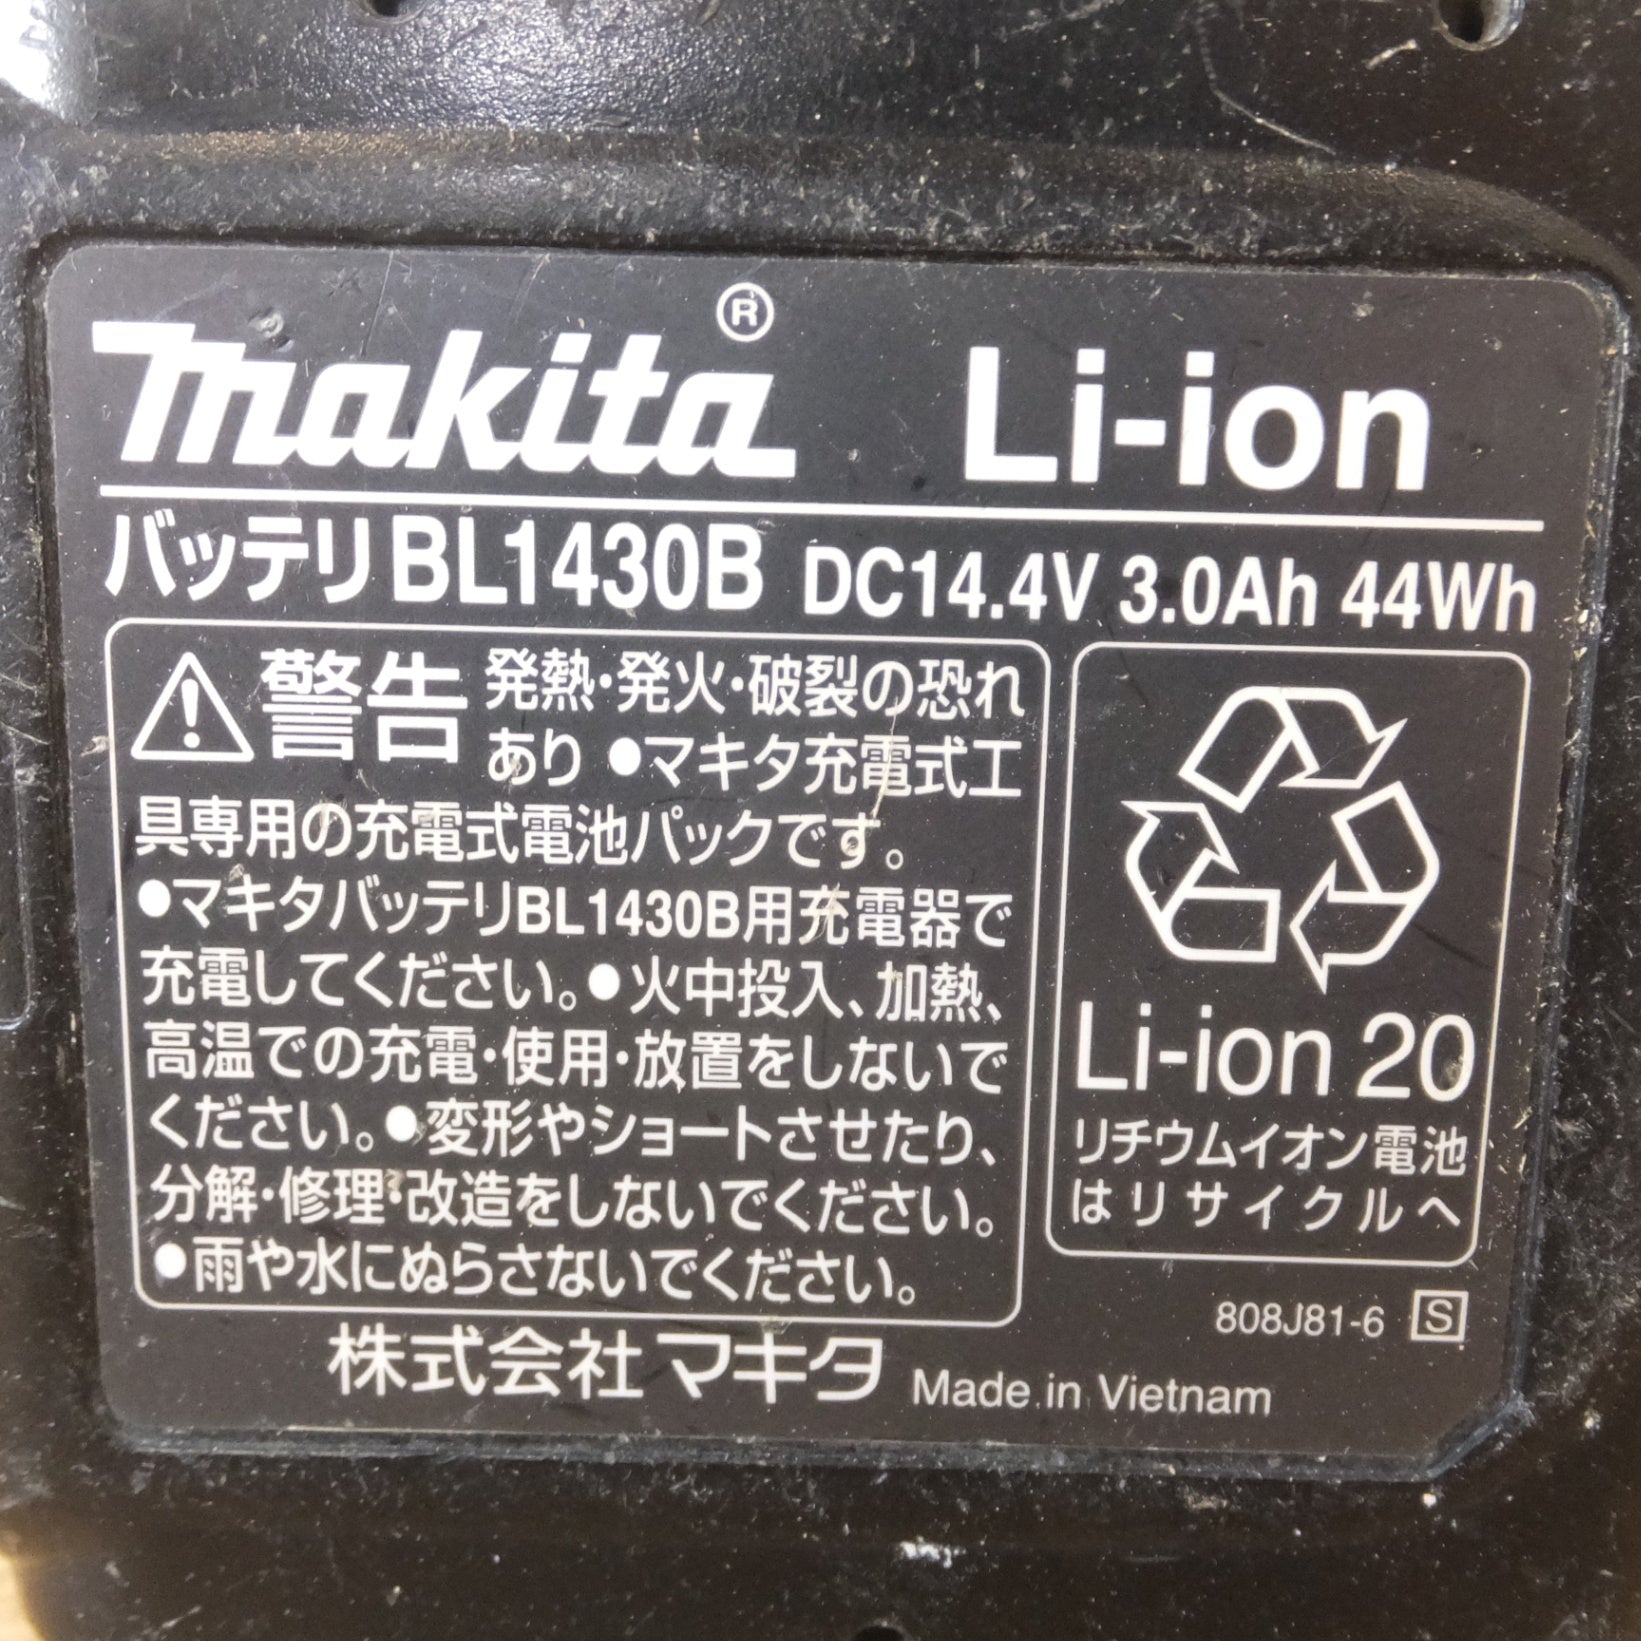 makita® Li-ion
バッテリBL1430B DC14.4V 3.0Ah 44Wh
警告 発熱・発火・破裂の恐れ
あり ●マキタ充電式工
具専用の充電式電池パックです。
●マキタバッテリBL1430B用充電器で
充電してください。●火中投入、加熱、
高温での充電・使用・放置をしないで
ください。●変形やショートさせたり、
分解・修理・改造をしないでください。
●雨や水にぬらさないでください。
Li-ion 20
リチウムイオン電池
はリサイクルへ
808J81-6 S
株式会社マキタ Made in Vietnam